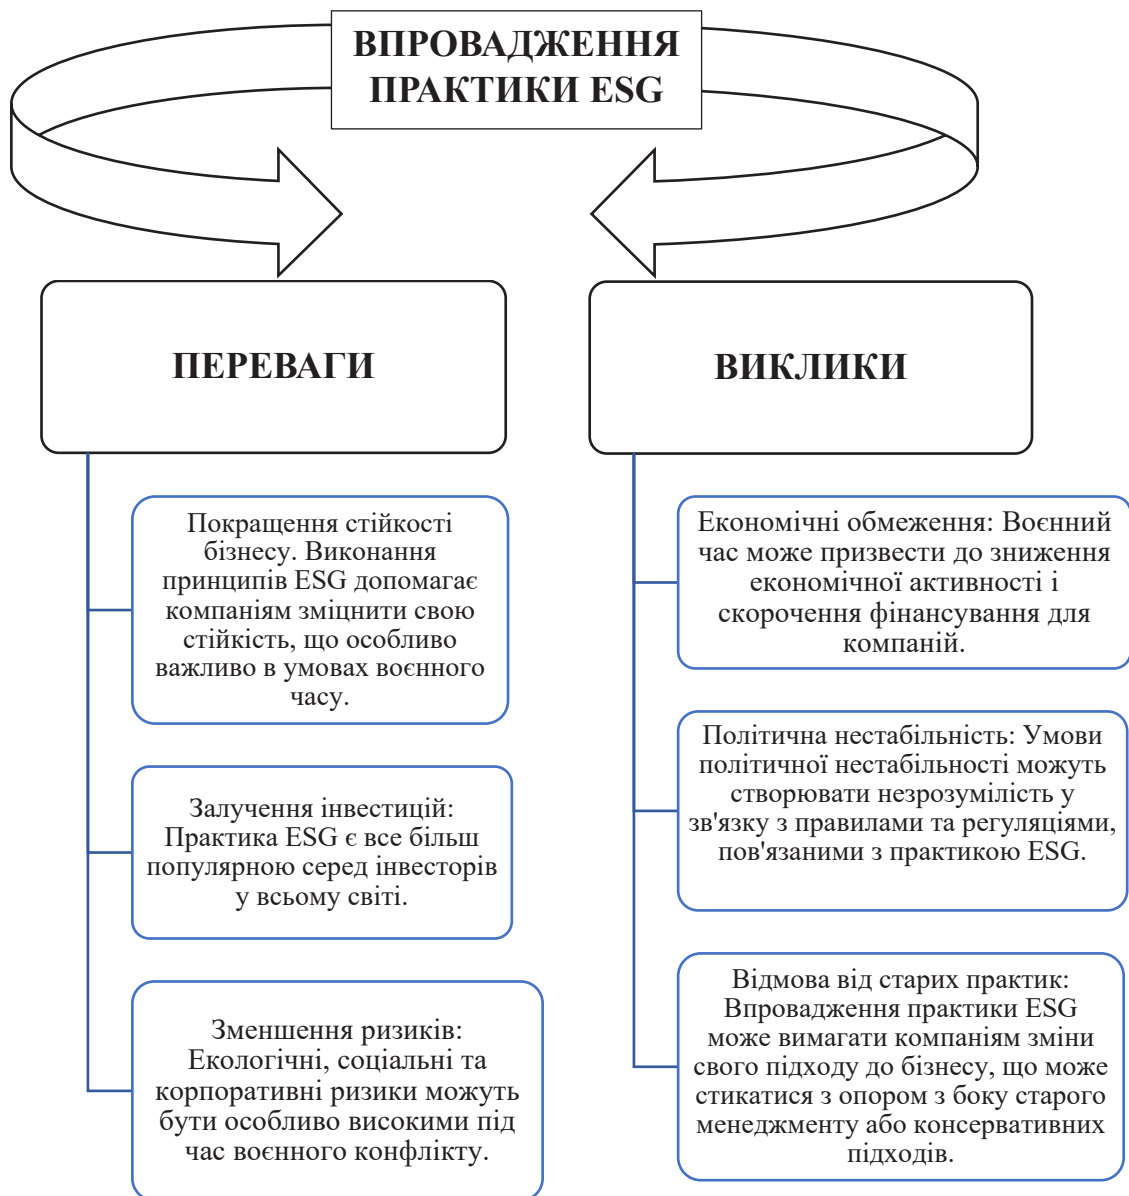 ВПРОВАДЖЕННЯ
ПРАКТИКИ ESG
ПЕРЕВАГИ
Покращення стійкості
бізнесу. Виконання
принципів ESG допомагає
компаніям зміцнити свою
стійкість, що особливо
важливо в умовах воєнного
часу.
Залучення інвестицій:
Практика ESG є все більш
популярною серед інвесторів
у всьому світі.
Зменшення ризиків:
Екологічні, соціальні та
корпоративні ризики можуть
бути особливо високими під
час воєнного конфлікту.
ВИКЛИКИ
Економічні обмеження: Воєнний
час може призвести до зниження
економічної активності і
скорочення фінансування для
компаній.
Політична нестабільність: Умови
політичної нестабільності можуть
створювати незрозумілість у
зв'язку з правилами та регуляціями,
пов'язаними з практикою ESG.
Відмова від старих практик:
Впровадження практики ESG
може вимагати компаніям зміни
свого підходу до бізнесу, що може
стикатися з опором з боку старого
менеджменту або консервативних
підходів.